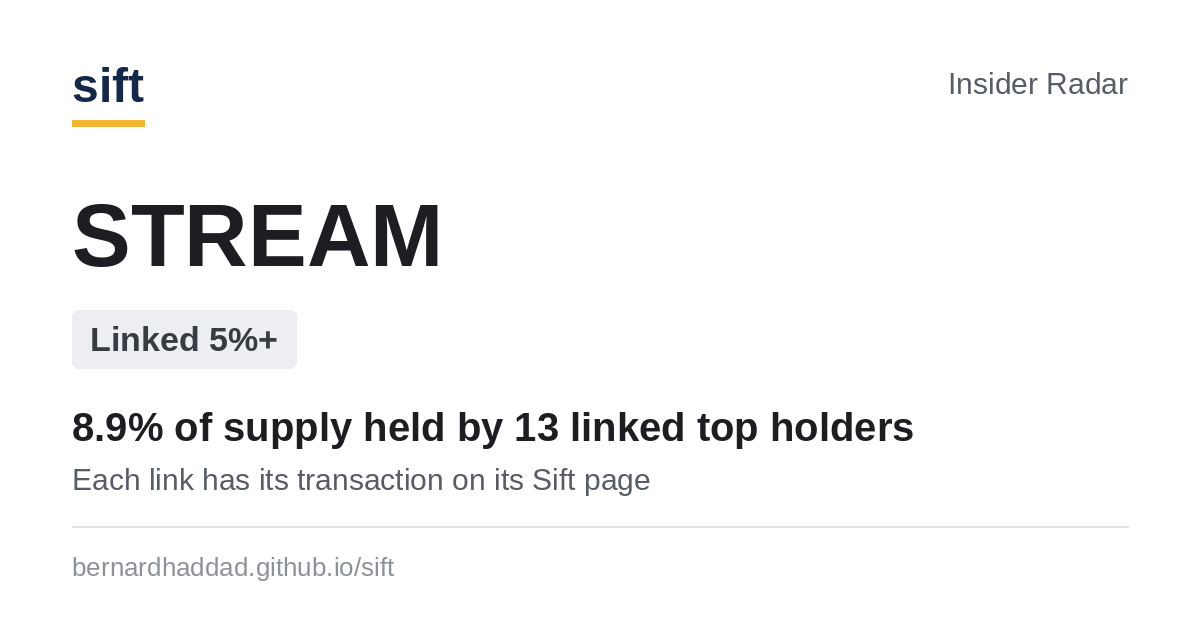 sift
Insider Radar
STREAM
Linked 5%+
8.9% of supply held by 13 linked top holders
Each link has its transaction on its Sift page
bernardhaddad.github.io/sift